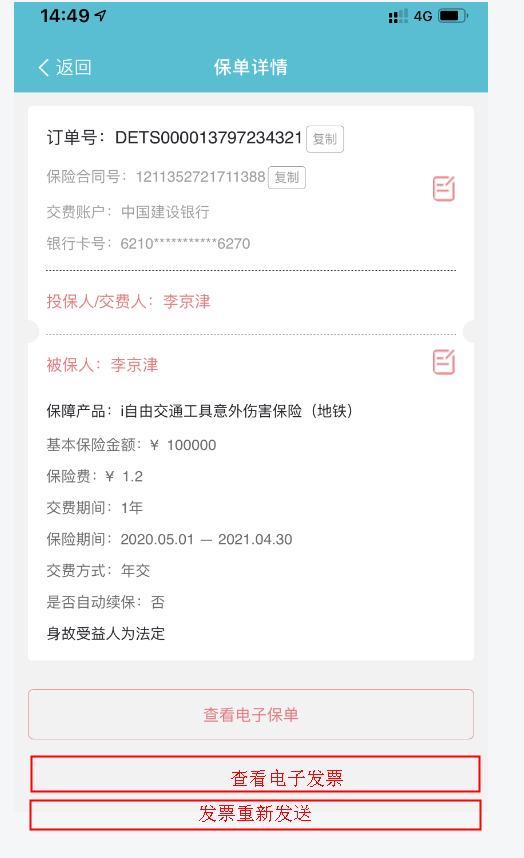 14:49 4G
返回 保单详情
订单号：DETS000013797234321 复制
保险合同号：1211352721711388 复制
交费账户：中国建设银行
银行卡号：6210***********6270
投保人/交费人：李京津
被保人：李京津
保障产品：i自由交通工具意外伤害保险（地铁）
基本保险金额：￥ 100000
保险费：￥ 1.2
交费期间：1年
保险期间：2020.05.01 — 2021.04.30
交费方式：年交
是否自动续保：否
身故受益人为法定
查看电子保单
查看电子发票
发票重新发送